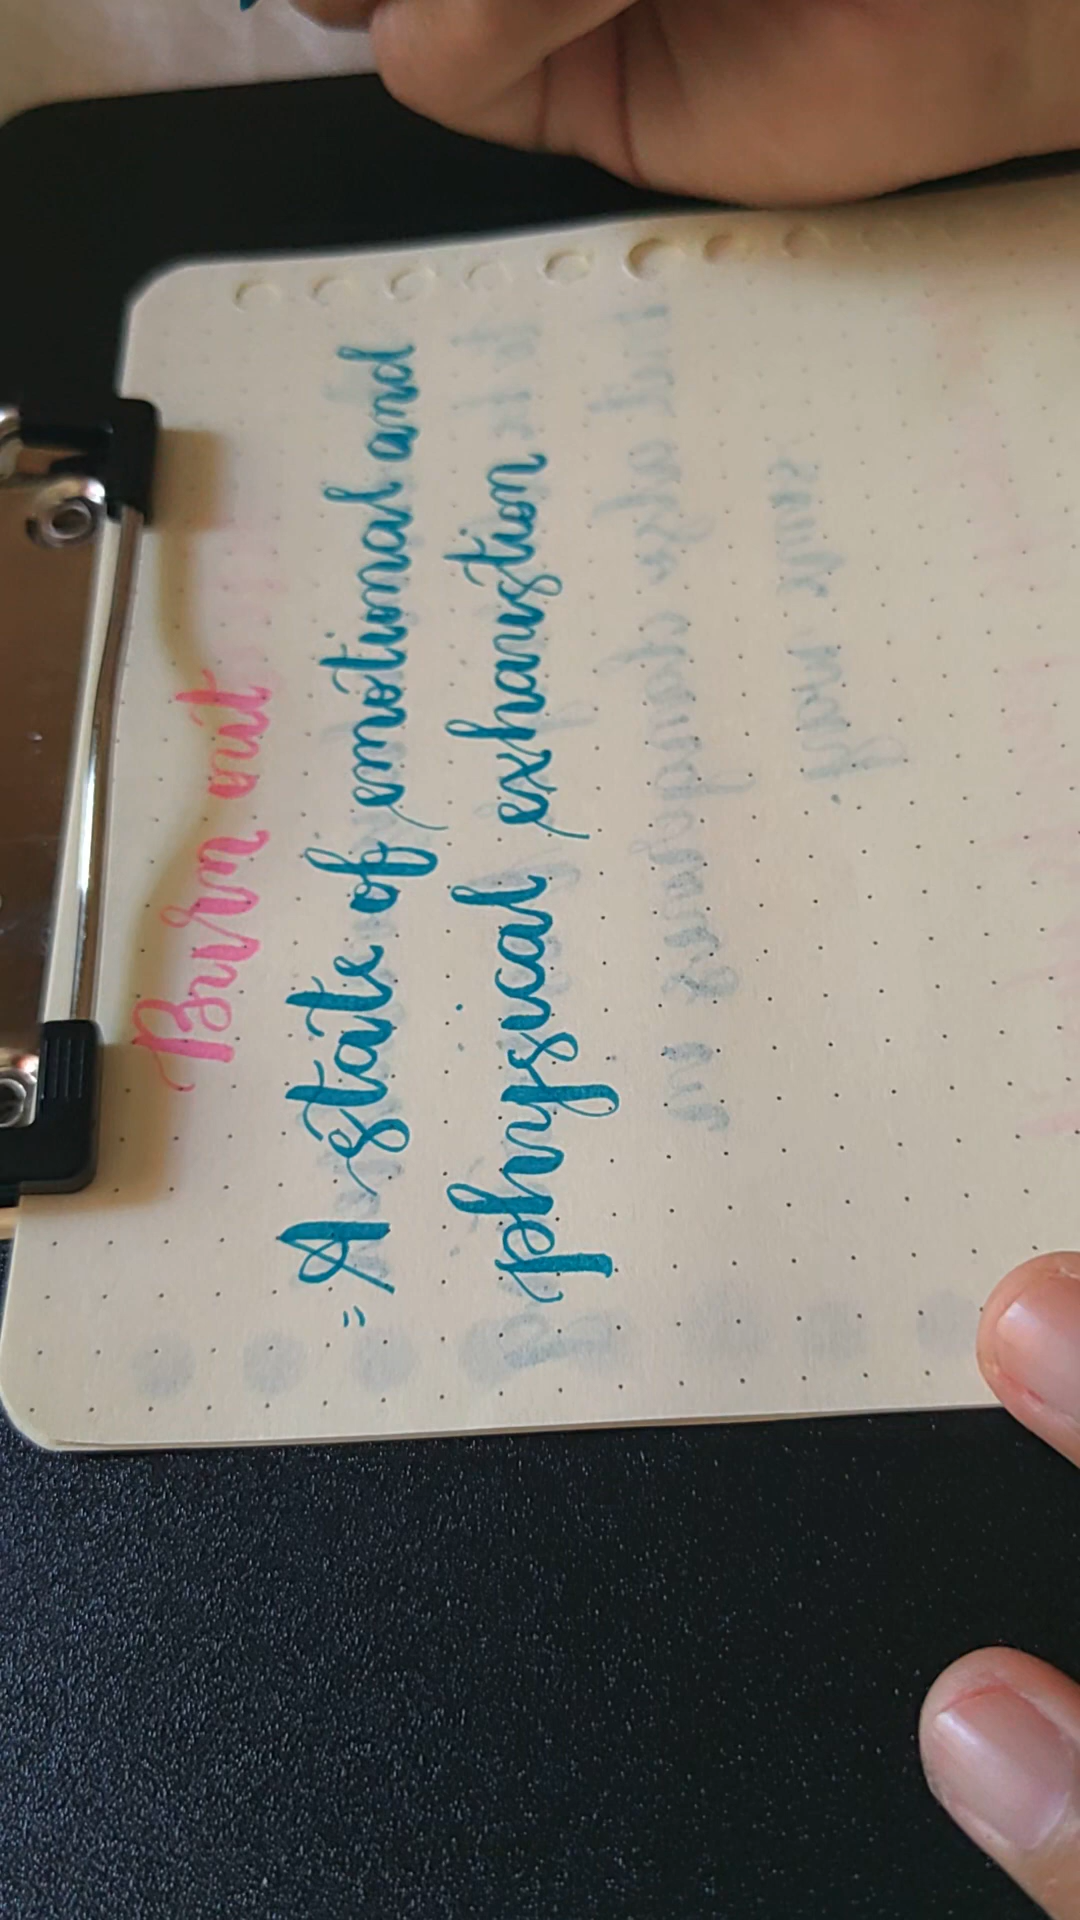 Burn out
= A state of emotional and
physical exhaustion